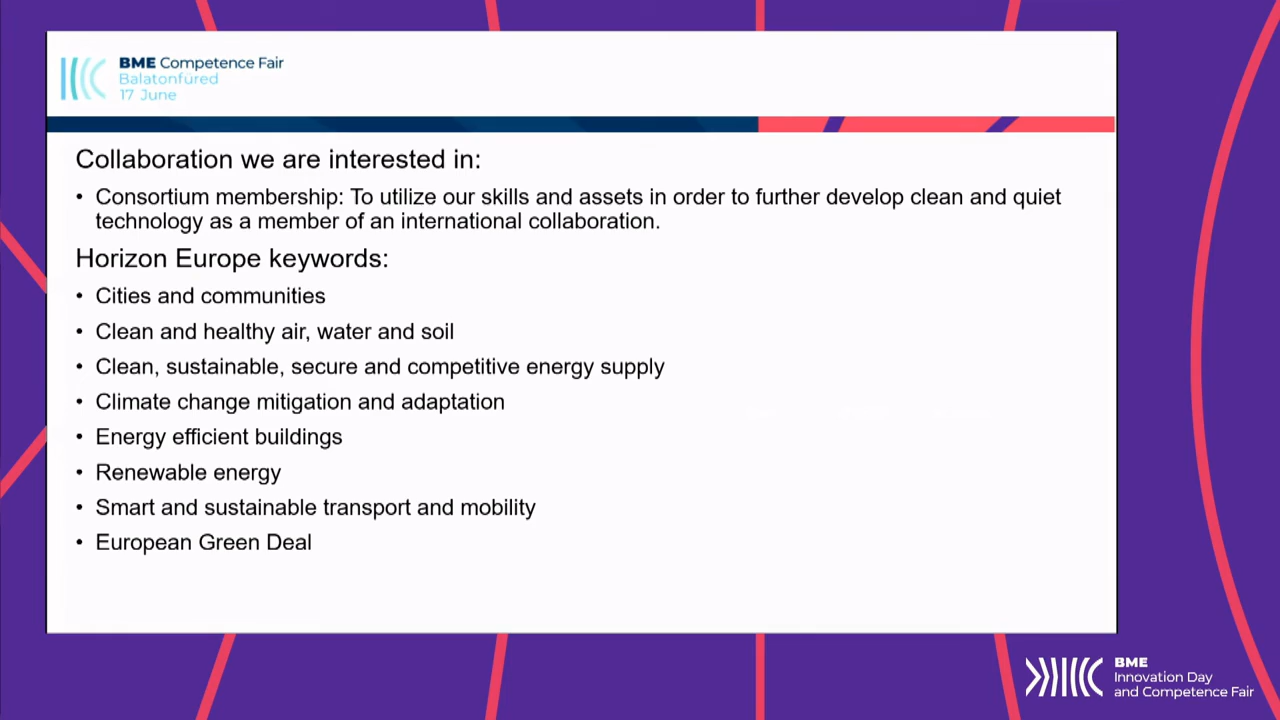 BME Competence Fair
Balatonfüred
17 June
Collaboration we are interested in:
• Consortium membership: To utilize our skills and assets in order to further develop clean and quiet
technology as a member of an international collaboration.
Horizon Europe keywords:
• Cities and communities
• Clean and healthy air, water and soil
• Clean, sustainable, secure and competitive energy supply
• Climate change mitigation and adaptation
• Energy efficient buildings
• Renewable energy
• Smart and sustainable transport and mobility
• European Green Deal
BME
Innovation Day
and Competence Fair